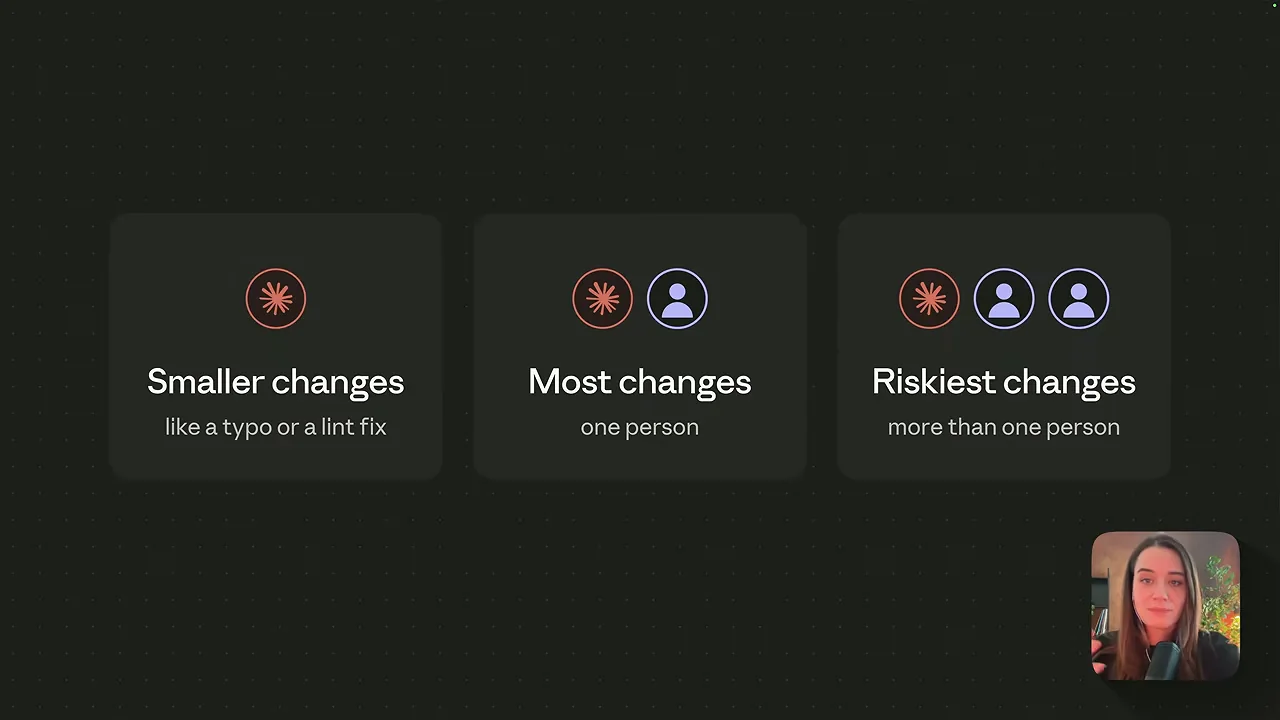 Smaller changes
like a typo or a lint fix
Most changes
one person
Riskiest changes
more than one person